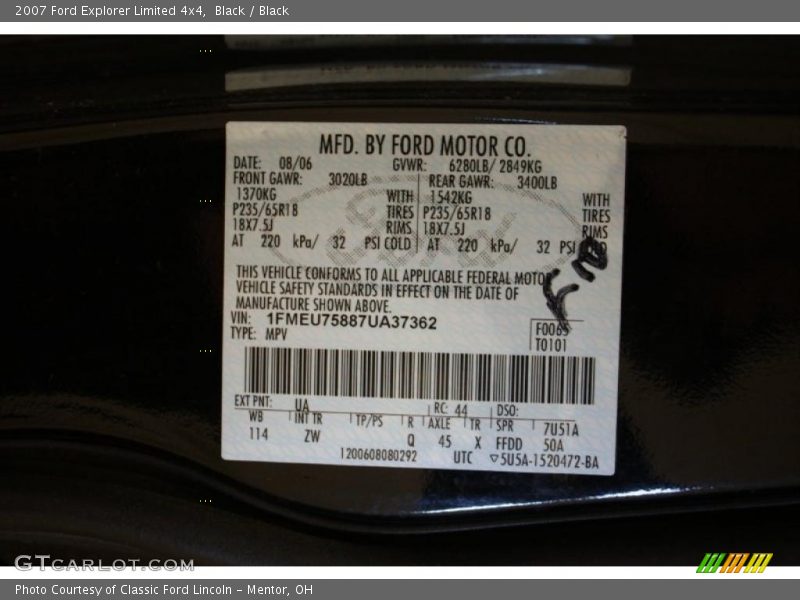 2007 Ford Explorer Limited 4x4, Black / Black
MFD. BY FORD MOTOR CO.
DATE: 08/06 GVWR: 6280LB/ 2849KG
FRONT GAWR: 3020LB REAR GAWR: 3400LB
1370KG WITH 1542KG WITH
P235/65R18 TIRES P235/65R18 TIRES
18X7.5J RIMS 18X7.5J RIMS
AT 220 kPa/ 32 PSI COLD AT 220 kPa/ 32 PSI
THIS VEHICLE CONFORMS TO ALL APPLICABLE FEDERAL MOTOR
VEHICLE SAFETY STANDARDS IN EFFECT ON THE DATE OF
MANUFACTURE SHOWN ABOVE.
VIN: 1FMEU75887UA37362
TYPE: MPV
F0065
T0101
EXT PNT: UA RC: 44 DSO:
WB INT TR TP/PS R AXLE TR SPR 7U51A
114 ZW Q 45 X FFDD 50A
1200608080292 UTC ▽5U5A-1520472-BA
GTCARLOT.COM
Photo Courtesy of Classic Ford Lincoln - Mentor, OH